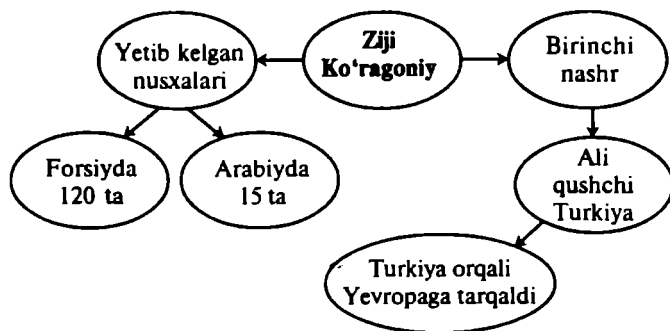 Ziji
Ko‘ragoniy
Yetib kelgan
nusxalari
Birinchi
nashr
Forsiyda
120 ta
Arabiyda
15 ta
Ali
qushchi
Turkiya
Turkiya orqali
Yevropaga tarqaldi